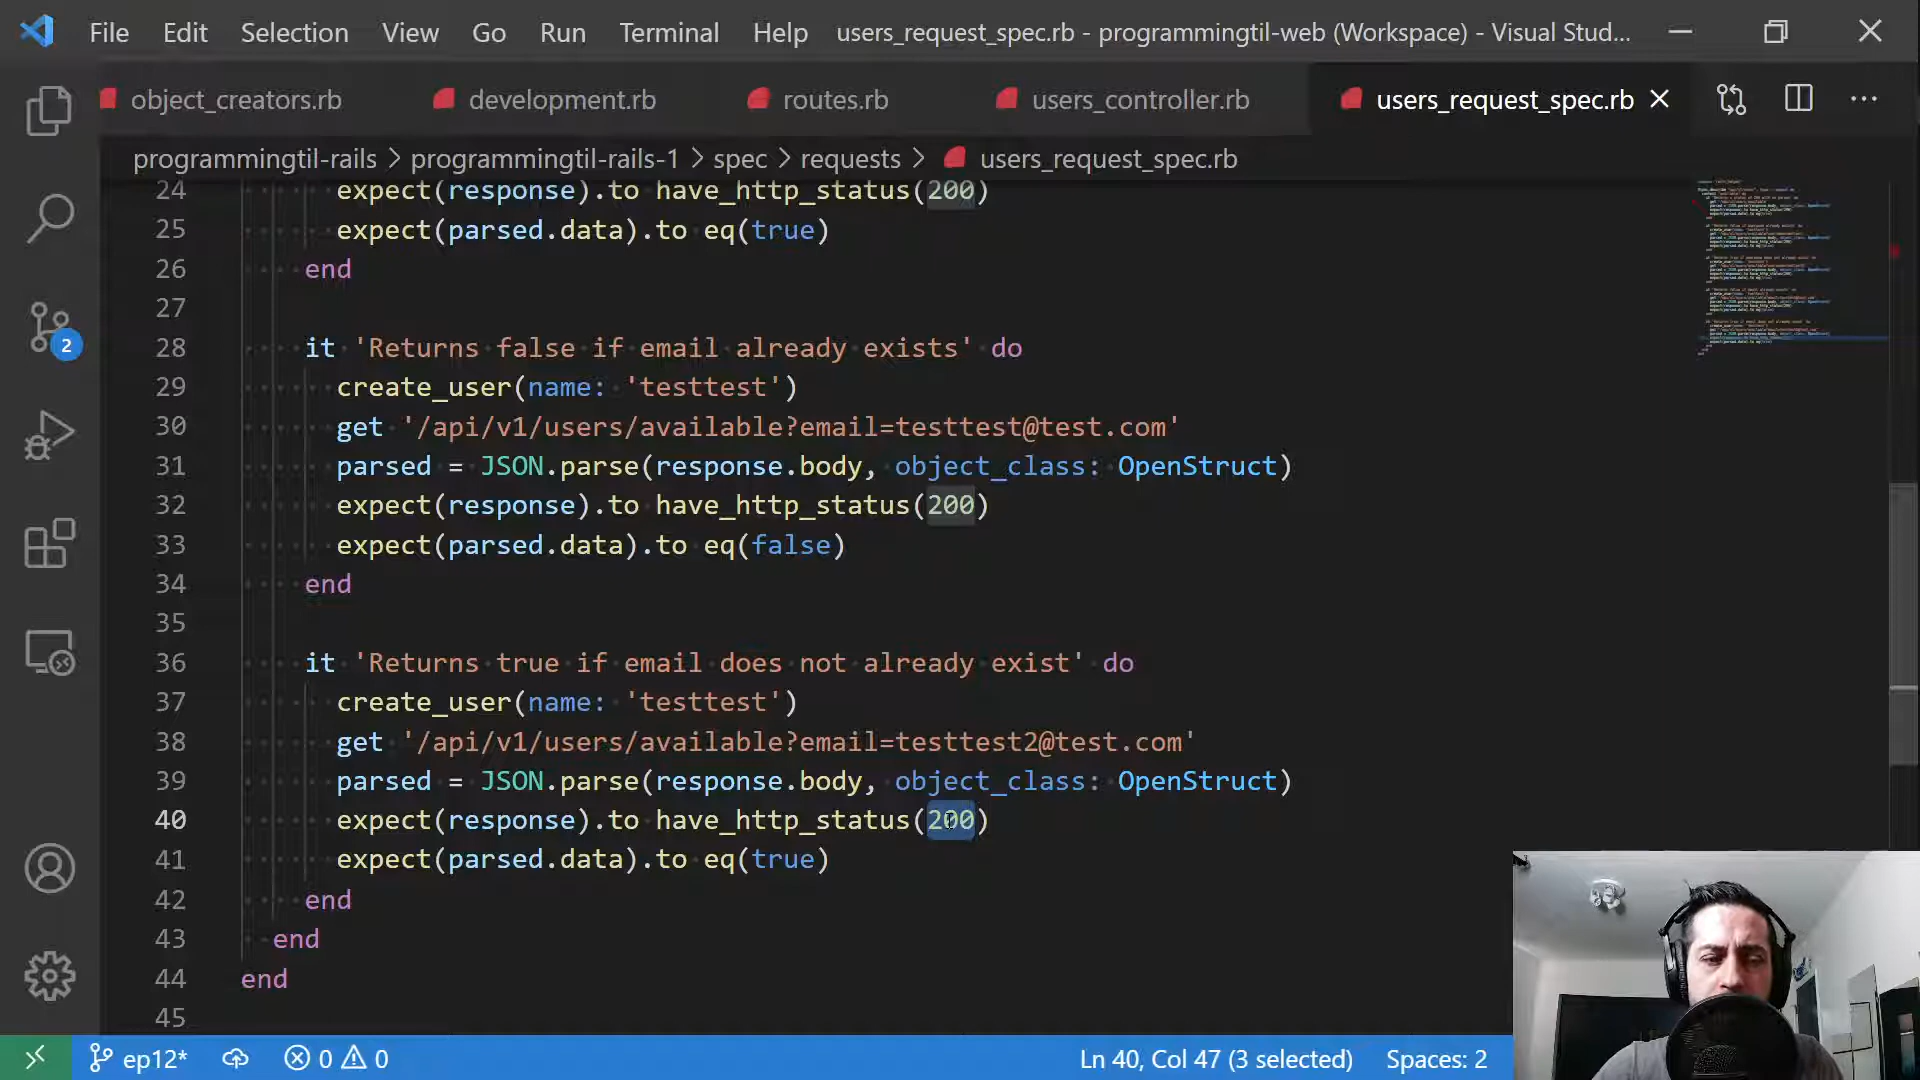 File Edit Selection View Go Run Terminal Help users_request_spec.rb - programmingtil-web (Workspace) - Visual Stud...
object_creators.rb development.rb routes.rb users_controller.rb users_request_spec.rb
programmingtil-rails > programmingtil-rails-1 > spec > requests > users_request_spec.rb
24 expect(response).to have_http_status(200)
25 expect(parsed.data).to eq(true)
26 end
27
28 it 'Returns false if email already exists' do
29 create_user(name: 'testtest')
30 get '/api/v1/users/available?email=testtest@test.com'
31 parsed = JSON.parse(response.body, object_class: OpenStruct)
32 expect(response).to have_http_status(200)
33 expect(parsed.data).to eq(false)
34 end
35
36 it 'Returns true if email does not already exist' do
37 create_user(name: 'testtest')
38 get '/api/v1/users/available?email=testtest2@test.com'
39 parsed = JSON.parse(response.body, object_class: OpenStruct)
40 expect(response).to have_http_status(200)
41 expect(parsed.data).to eq(true)
42 end
43 end
44 end
45
2
ep12* 0 0 Ln 40, Col 47 (3 selected) Spaces: 2